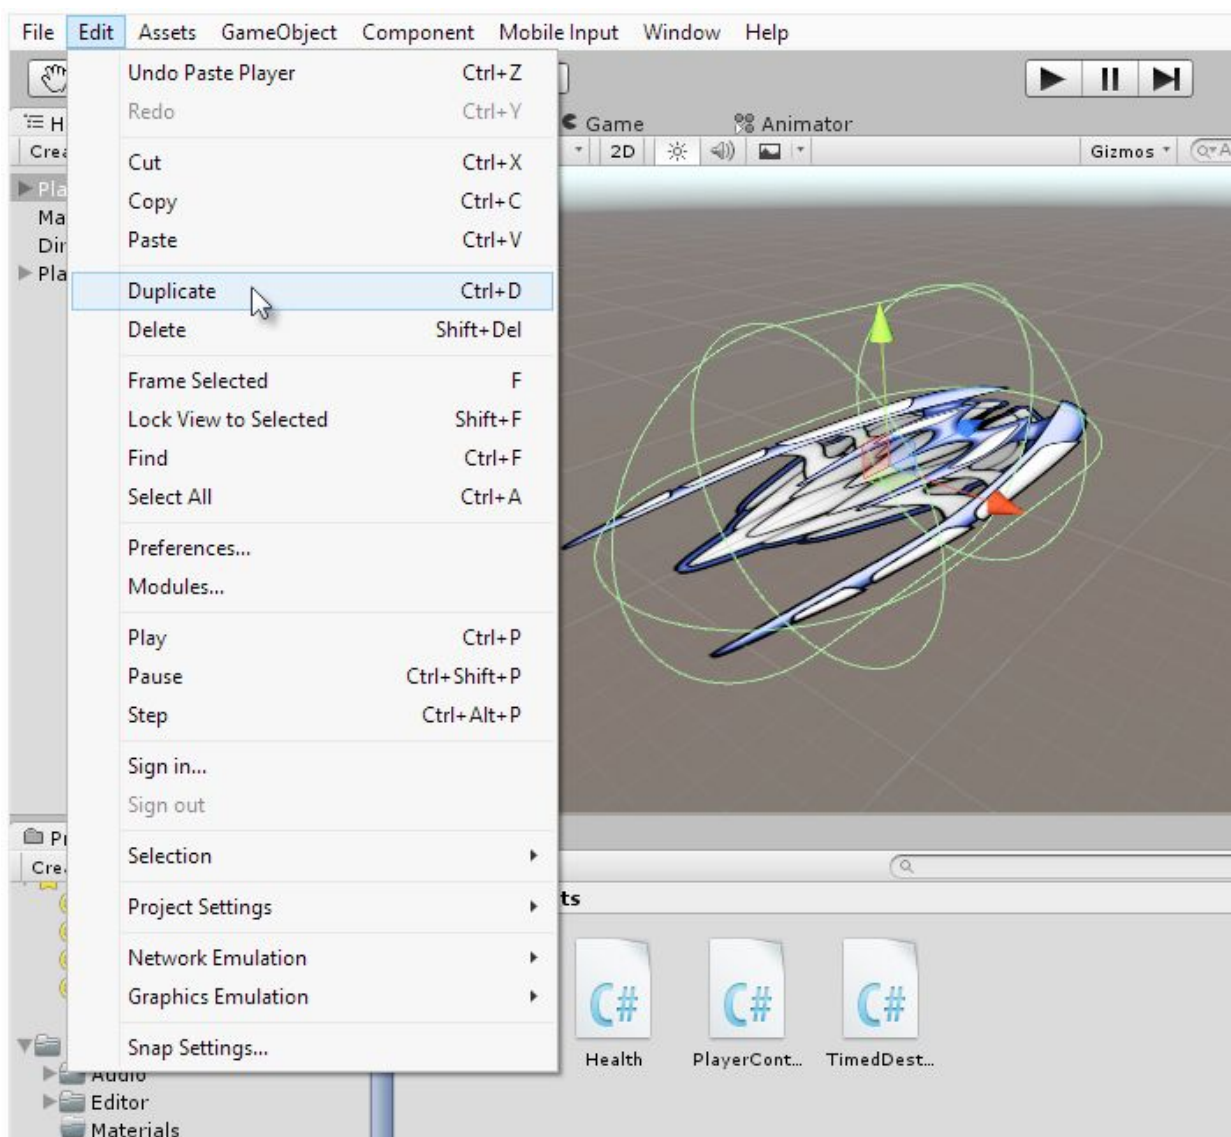 File Edit Assets GameObject Component Mobile Input Window Help
Undo Paste Player Ctrl+Z
Redo Ctrl+Y
Game Animator
2D Gizmos
Cut Ctrl+X
Copy Ctrl+C
Paste Ctrl+V
Duplicate Ctrl+D
Delete Shift+Del
Frame Selected F
Lock View to Selected Shift+F
Find Ctrl+F
Select All Ctrl+A
Preferences...
Modules...
Play Ctrl+P
Pause Ctrl+Shift+P
Step Ctrl+Alt+P
Sign in...
Sign out
Selection
Project Settings
Network Emulation
Graphics Emulation
Snap Settings...
C# C# C#
Health PlayerCont... TimedDest...
Audio
Editor
Materials